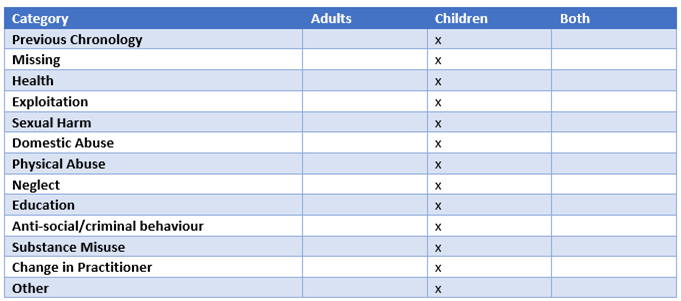 Category Adults Children Both
Previous Chronology x
Missing x
Health x
Exploitation x
Sexual Harm x
Domestic Abuse x
Physical Abuse x
Neglect x
Education x
Anti-social/criminal behaviour x
Substance Misuse x
Change in Practitioner x
Other x